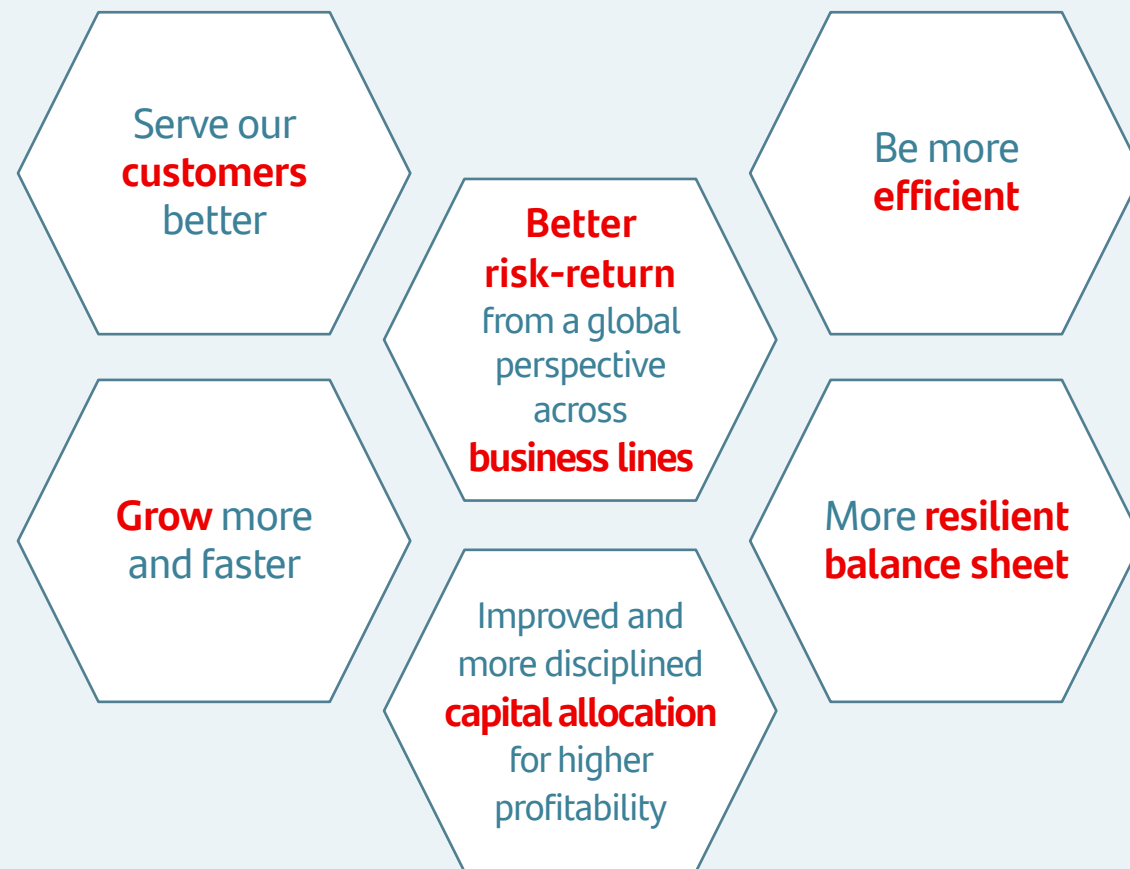 Serve our
customers
better
Better
risk-return
from a global
perspective
across
business lines
Be more
efficient
Grow more
and faster
Improved and
more disciplined
capital allocation
for higher
profitability
More resilient
balance sheet